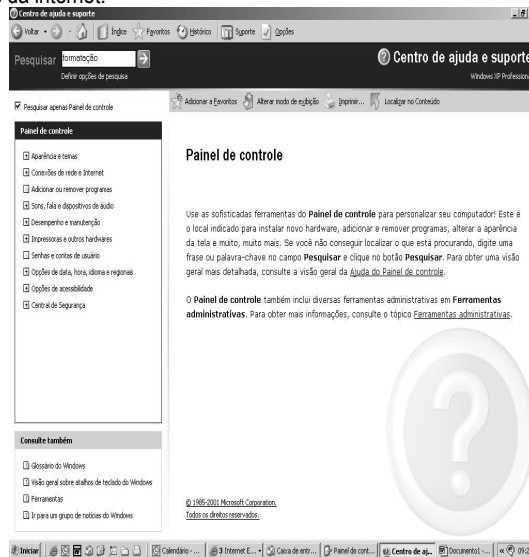 da internet.
Centro de ajuda e suporte
Voltar Índice Favoritos Histórico Suporte Opções
Pesquisar formatação
Definir opções de pesquisa
Centro de ajuda e suporte
Windows XP Professional
Pesquisar apenas Painel de controle
Adicionar a Favoritos Alterar modo de exibição Imprimir... Localizar no Conteúdo
Painel de controle
Aparência e temas
Conexões de rede e Internet
Adicionar ou remover programas
Sons, fala e dispositivos de áudio
Desempenho e manutenção
Impressoras e outros hardwares
Senhas e contas de usuário
Opções de data, hora, idioma e regionais
Opções de acessibilidade
Central de Segurança
Consulte também
Glossário do Windows
Visão geral sobre atalhos de teclado do Windows
Ferramentas
Ir para um grupo de notícias do Windows
Painel de controle
Use as sofisticadas ferramentas do Painel de controle para personalizar seu computador! Este é
o local indicado para instalar novo hardware, adicionar e remover programas, alterar a aparência
da tela e muito, muito mais. Se você não conseguir localizar o que está procurando, digite uma
frase ou palavra-chave no campo Pesquisar e clique no botão Pesquisar. Para obter uma visão
geral mais detalhada, consulte a visão geral da Ajuda do Painel de controle.
O Painel de controle também inclui diversas ferramentas administrativas em Ferramentas
administrativas. Para obter mais informações, consulte o tópico Ferramentas administrativas.
© 1985-2001 Microsoft Corporation.
Todos os direitos reservados.
Iniciar Calendário - ... 3 Internet E... Caixa de entr... Painel de cont... Centro de aj... Documento1 - ...